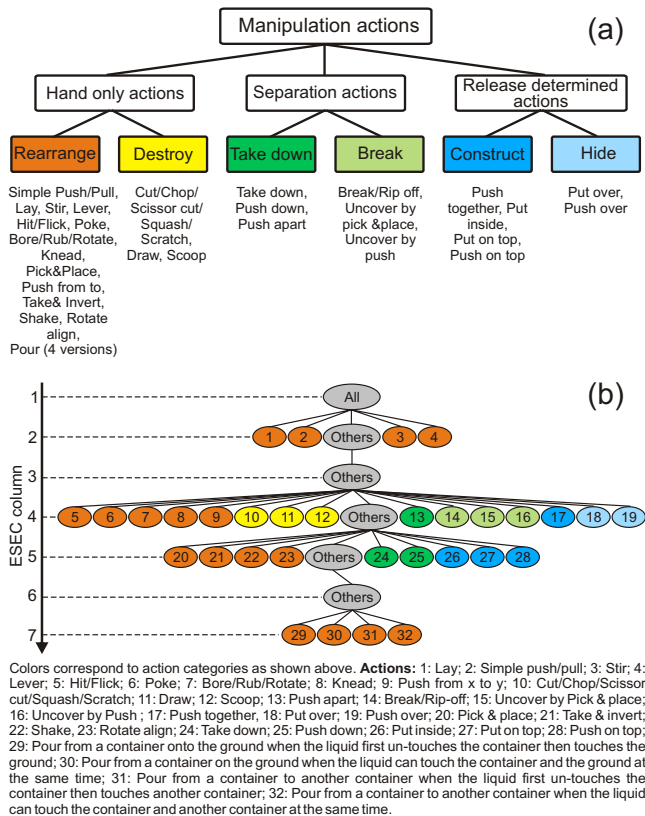 Manipulation actions
(a)
Hand only actions
Separation actions
Release determined
actions
Rearrange
Destroy
Take down
Break
Construct
Hide
Simple Push/Pull,
Lay, Stir, Lever,
Hit/Flick, Poke,
Bore/Rub/Rotate,
Knead,
Pick&Place,
Push from to,
Take& Invert,
Shake, Rotate
align,
Pour (4 versions)
Cut/Chop/
Scissor cut/
Squash/
Scratch,
Draw, Scoop
Take down,
Push down,
Push apart
Break/Rip off,
Uncover by
pick &place,
Uncover by
push
Push
together, Put
inside,
Put on top,
Push on top
Put over,
Push over
(b)
ESEC column
1
All
2
1 2 Others 3 4
3
Others
4
5 6 7 8 9 10 11 12 Others 13 14 15 16 17 18 19
5
20 21 22 23 Others 24 25 26 27 28
6
Others
7
29 30 31 32
Colors correspond to action categories as shown above. Actions: 1: Lay; 2: Simple push/pull; 3: Stir; 4:
Lever; 5: Hit/Flick; 6: Poke; 7: Bore/Rub/Rotate; 8: Knead; 9: Push from x to y; 10: Cut/Chop/Scissor
cut/Squash/Scratch; 11: Draw; 12: Scoop; 13: Push apart; 14: Break/Rip-off; 15: Uncover by Pick & place;
16: Uncover by Push ; 17: Push together, 18: Put over; 19: Push over; 20: Pick & place; 21: Take & invert;
22: Shake, 23: Rotate align; 24: Take down; 25: Push down; 26: Put inside; 27: Put on top; 28: Push on top;
29: Pour from a container onto the ground when the liquid first un-touches the container then touches the
ground; 30: Pour from a container on the ground when the liquid can touch the container and the ground at
the same time; 31: Pour from a container to another container when the liquid first un-touches the
container then touches another container; 32: Pour from a container to another container when the liquid
can touch the container and another container at the same time.